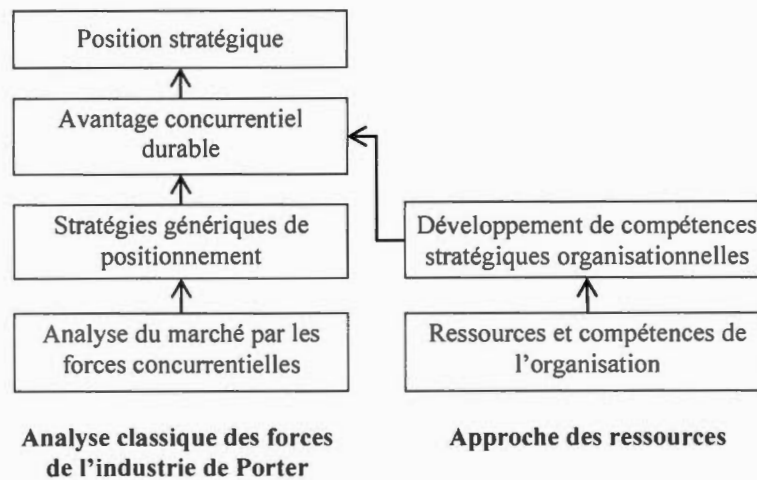 Position stratégique
Avantage concurrentiel
durable
Stratégies génériques de
positionnement
Analyse du marché par les
forces concurrentielles
Analyse classique des forces
de l'industrie de Porter
Développement de compétences
stratégiques organisationnelles
Ressources et compétences de
l'organisation
Approche des ressources